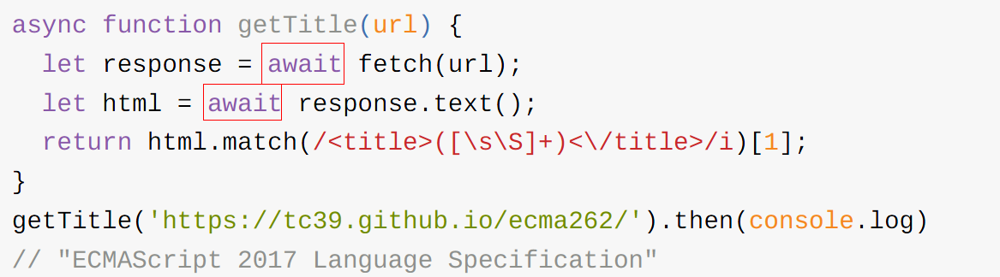 async function getTitle(url) {
  let response = await fetch(url);
  let html = await response.text();
  return html.match(/<title>([\s\S]+)<\/title>/i)[1];
}
getTitle('https://tc39.github.io/ecma262/').then(console.log)
// "ECMAScript 2017 Language Specification"